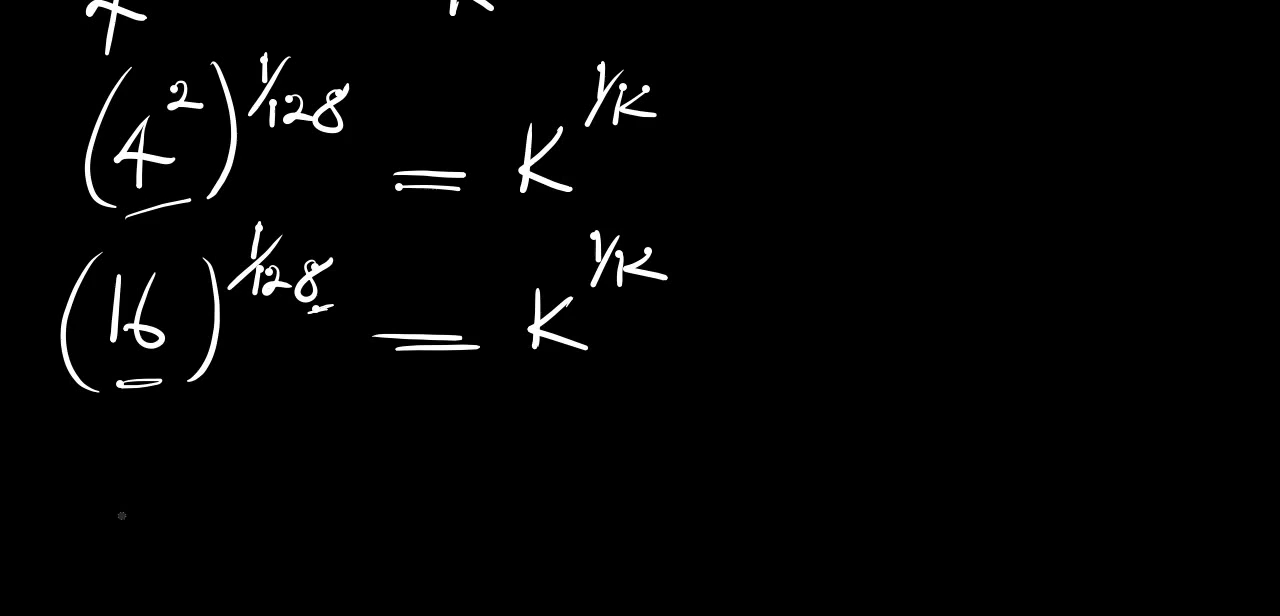 (4²)^1/128 = K^1/K
(16)^1/128 = K^1/K